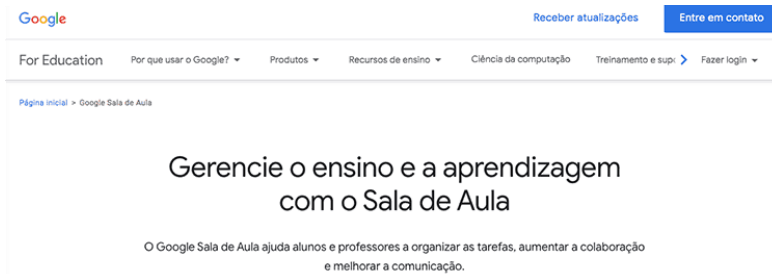 Google
Receber atualizações
Entre em contato
For Education
Por que usar o Google?
Produtos
Recursos de ensino
Ciência da computação
Treinamento e
Fazer login
Página inicial > Google Sala de Aula
Gerencie o ensino e a aprendizagem
com o Sala de Aula
O Google Sala de Aula ajuda alunos e professores a organizar as tarefas, aumentar a colaboração
e melhorar a comunicação.